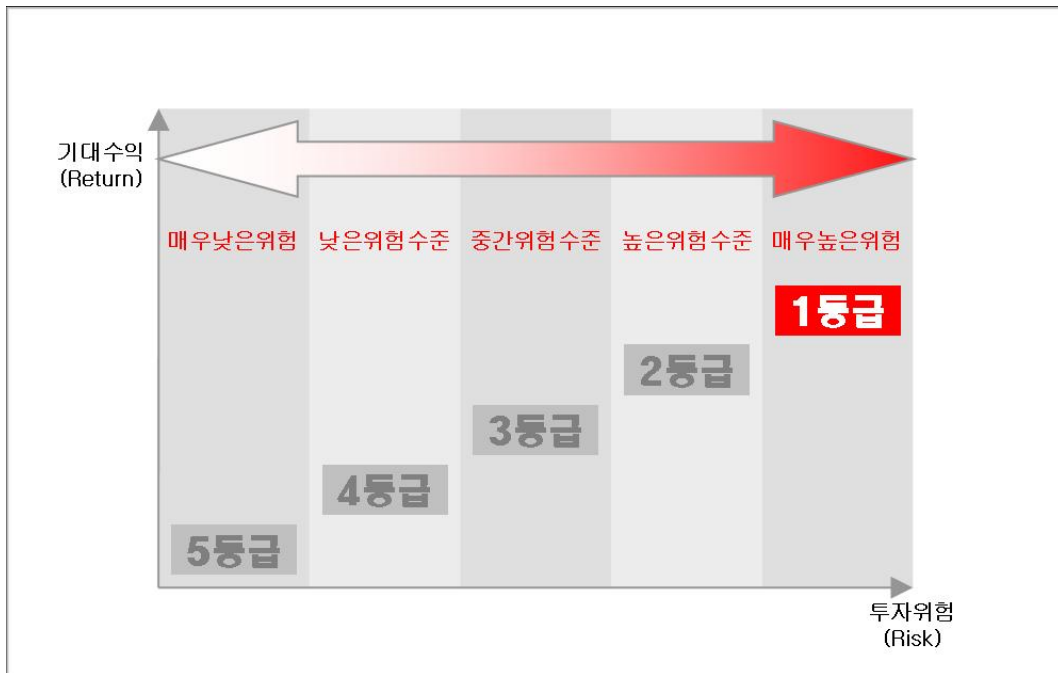 기대수익
(Return)
매우낮은위험 낮은위험수준 중간위험수준 높은위험수준 매우높은위험
1등급
2등급
3등급
4등급
5등급
투자위험
(Risk)